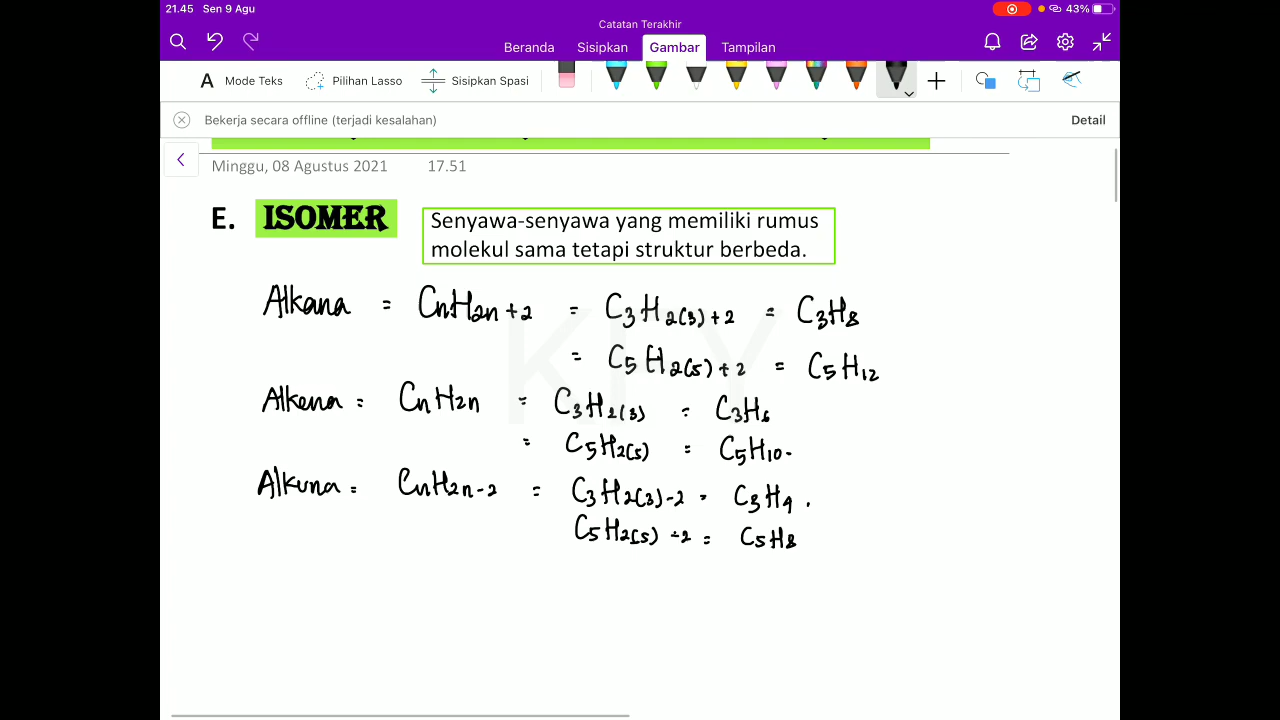 21.45 Sen 9 Agu 43%
Catatan Terakhir
Beranda Sisipkan Gambar Tampilan
A Mode Teks Pilihan Lasso Sisipkan Spasi
Bekerja secara offline (terjadi kesalahan) Detail
Minggu, 08 Agustus 2021 17.51
E. ISOMER Senyawa-senyawa yang memiliki rumus
molekul sama tetapi struktur berbeda.
Alkana = CnH2n+2 = C3H2(3)+2 = C3H8
= C5H2(5)+2 = C5H12
Alkena = CnH2n = C3H2(3) = C3H6
= C5H2(5) = C5H10.
Alkuna = CnH2n-2 = C3H2(3)-2 = C3H4.
C5H2(5)-2 = C5H8
KLY